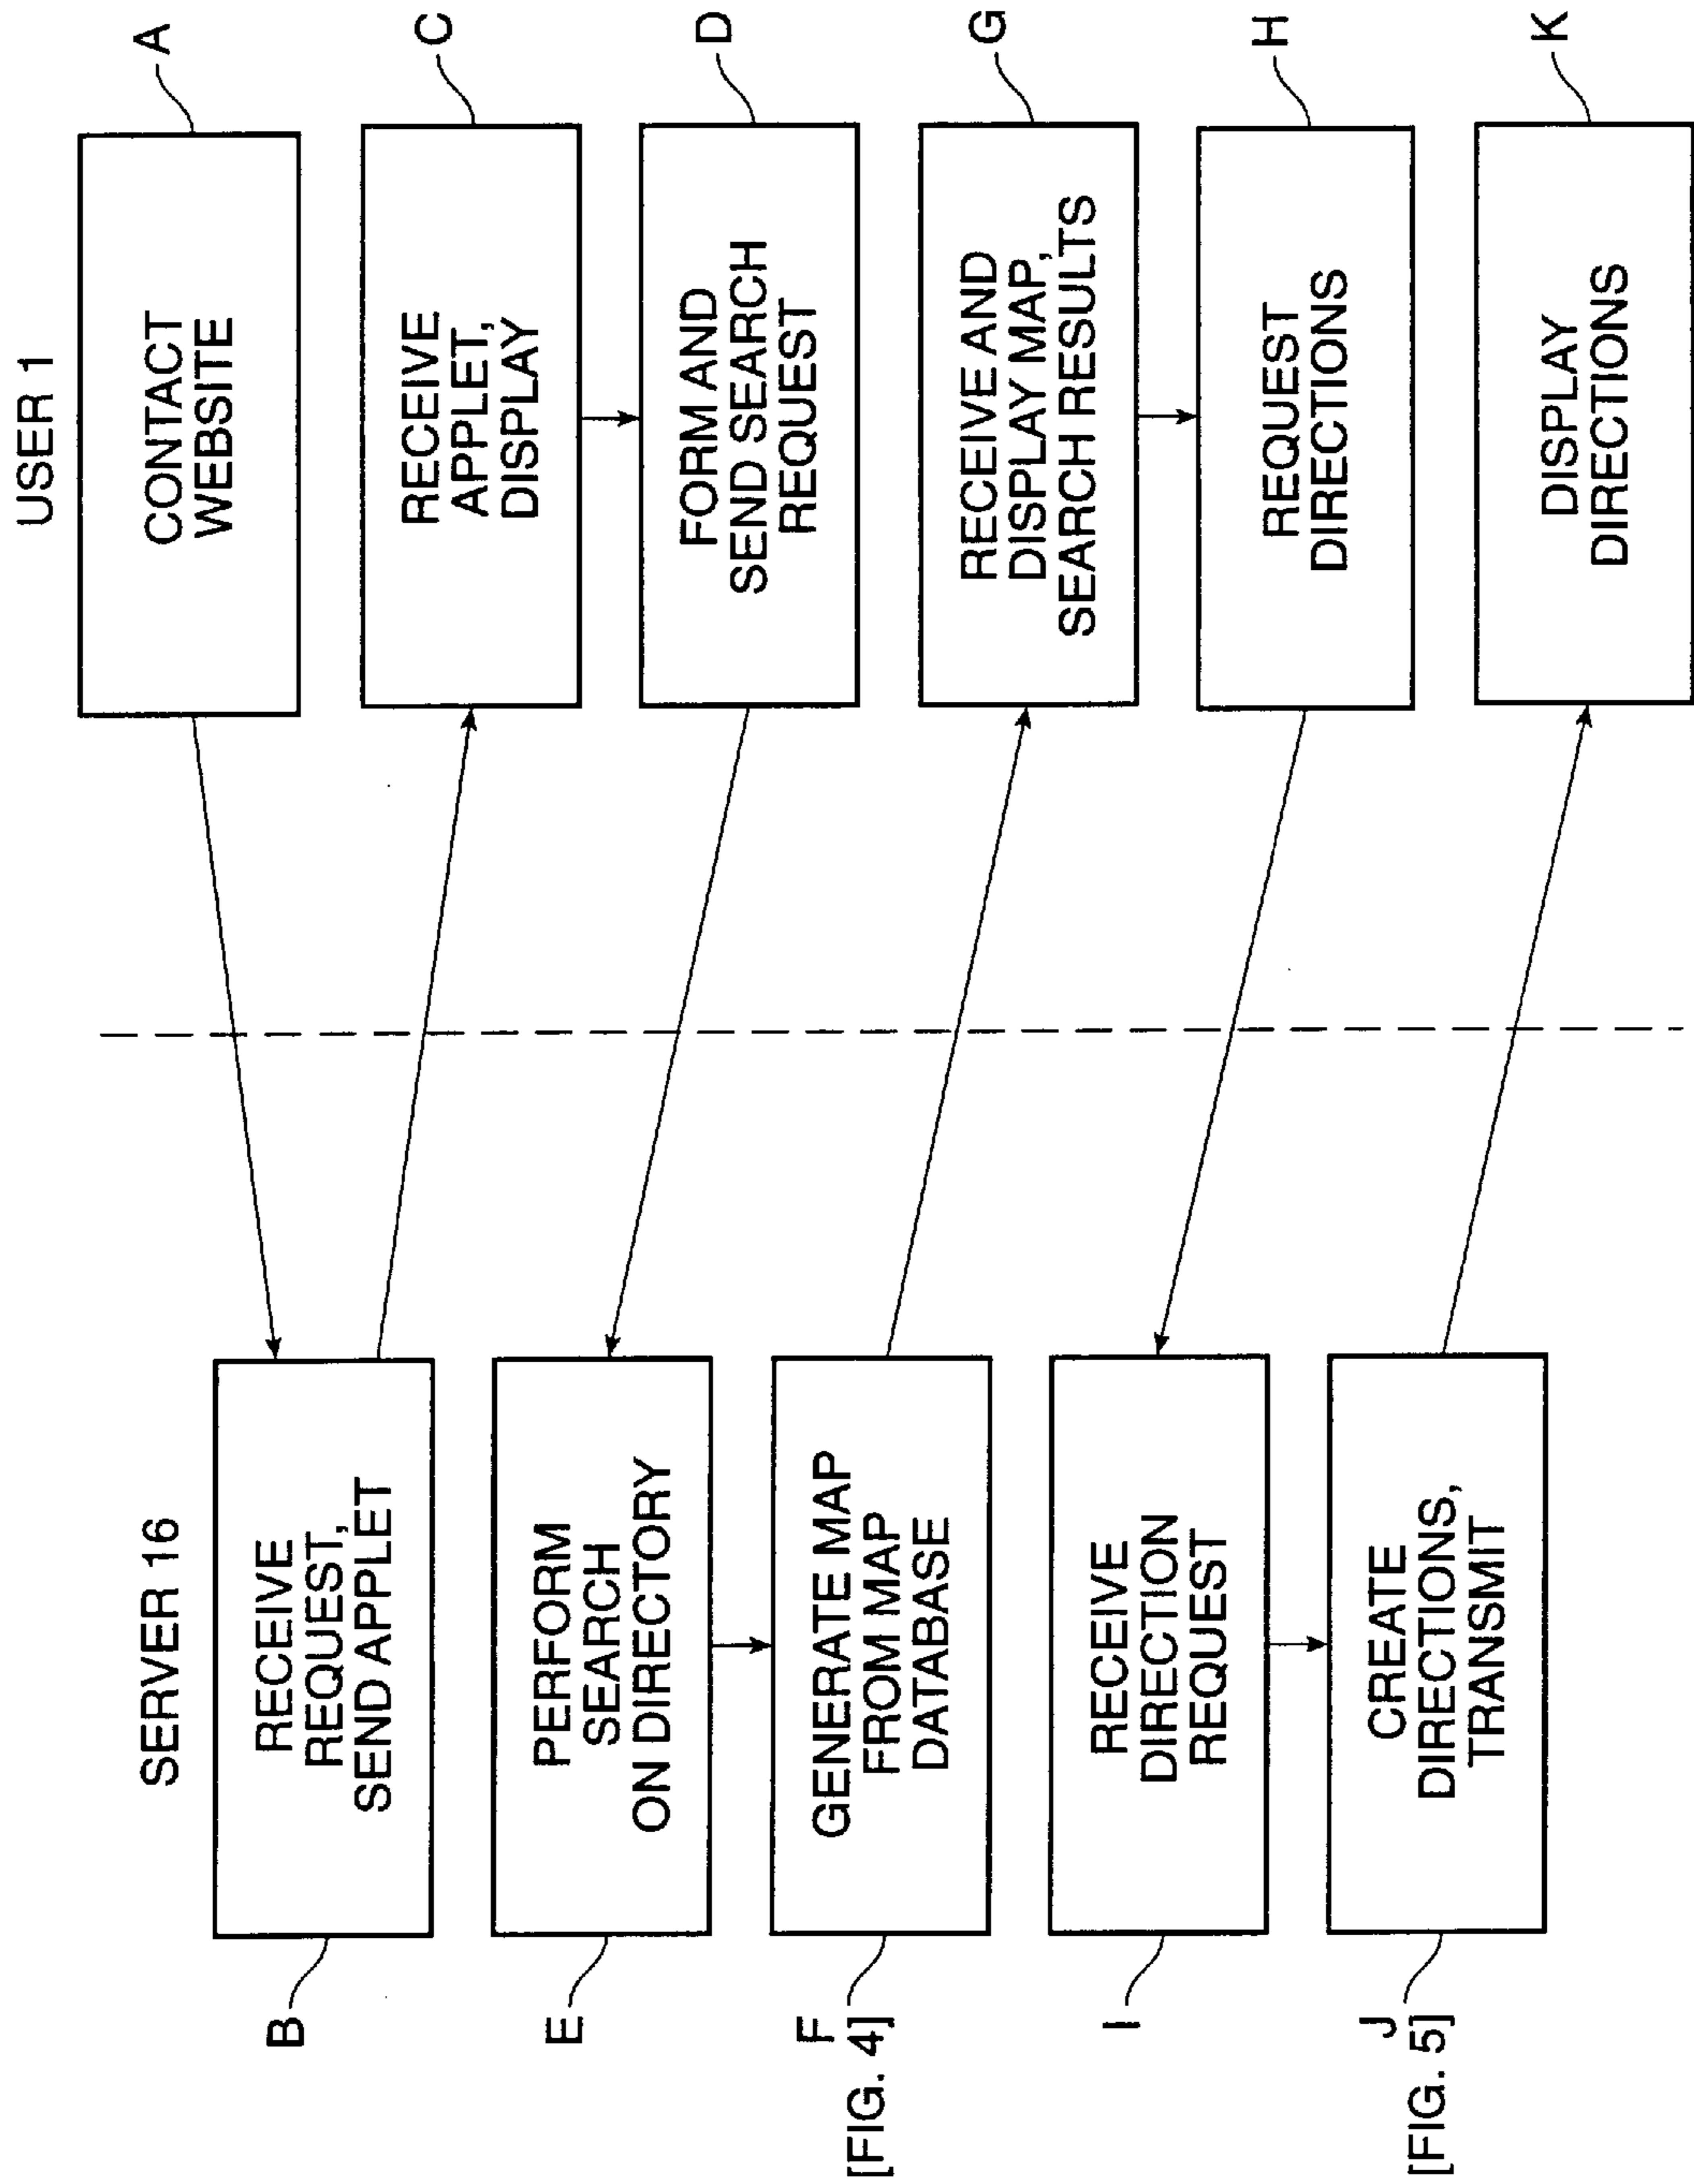 USER 1
SERVER 16
CONTACT
WEBSITE
A
RECEIVE
REQUEST,
SEND APPLET
B
RECEIVE
APPLET,
DISPLAY
C
FORM AND
SEND SEARCH
REQUEST
D
PERFORM
SEARCH
ON DIRECTORY
E
GENERATE MAP
FROM MAP
DATABASE
F
[FIG. 4]
RECEIVE AND
DISPLAY MAP,
SEARCH RESULTS
G
REQUEST
DIRECTIONS
H
RECEIVE
DIRECTION
REQUEST
I
CREATE
DIRECTIONS,
TRANSMIT
J
[FIG. 5]
DISPLAY
DIRECTIONS
K